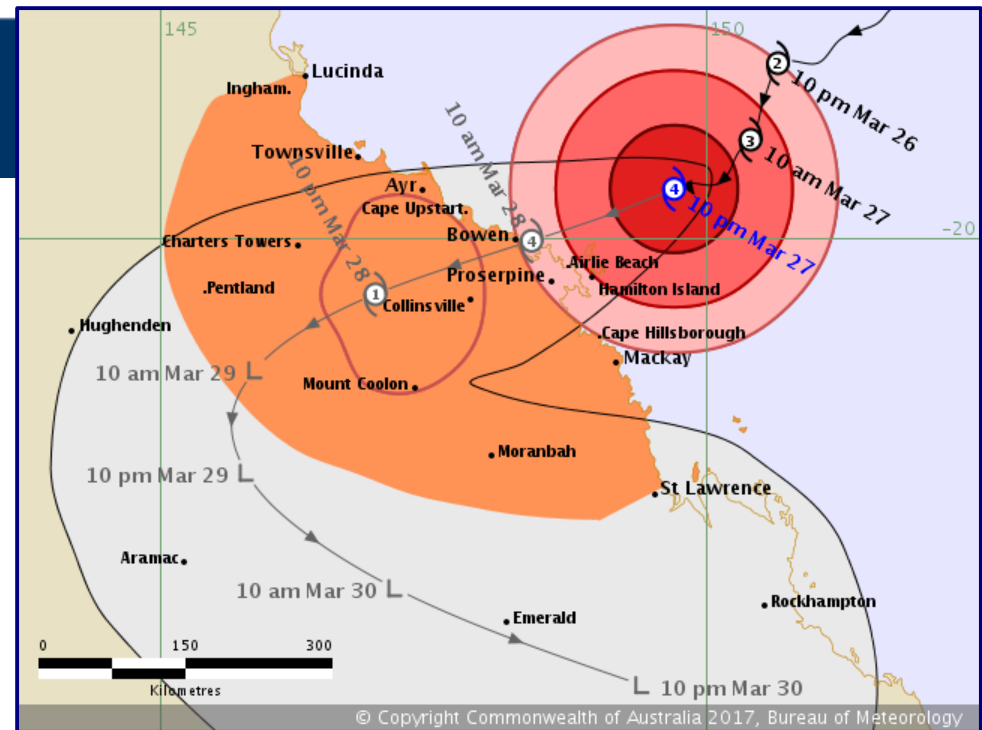 145
150
Lucinda
Ingham.
2
10 pm Mar 26
10 am Mar 28
3
10 am Mar 27
Townsville
10 pm Mar 28
Ayr
4
10 pm Mar 27
Cape Upstart.
Charters Towers
Bowen
4
-20
Airlie Beach
Proserpine
Hamilton Island
.Pentland
1
Collinsville
Hughenden
Cape Hillsborough
Mackay
10 am Mar 29 L
Mount Coolon
Moranbah
10 pm Mar 29 L
St Lawrence
Aramac
10 am Mar 30 L
Rockhampton
Emerald
0 150 300
Kilometres
L 10 pm Mar 30
© Copyright Commonwealth of Australia 2017, Bureau of Meteorology